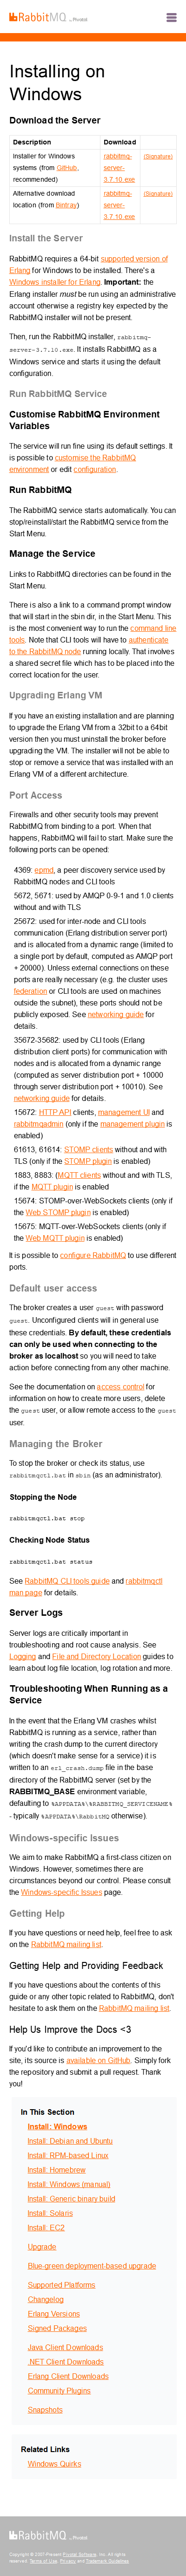 RabbitMQ by Pivotal
Installing on
Windows
Download the Server
Description Download
Installer for Windows systems (from GitHub, recommended) rabbitmq-server-3.7.10.exe (Signature)
Alternative download location (from Bintray) rabbitmq-server-3.7.10.exe (Signature)
Install the Server
RabbitMQ requires a 64-bit supported version of
Erlang for Windows to be installed. There's a
Windows installer for Erlang. Important: the
Erlang installer must be run using an administrative
account otherwise a registry key expected by the
RabbitMQ installer will not be present.
Then, run the RabbitMQ installer, rabbitmq-
server-3.7.10.exe. It installs RabbitMQ as a
Windows service and starts it using the default
configuration.
Run RabbitMQ Service
Customise RabbitMQ Environment
Variables
The service will run fine using its default settings. It
is possible to customise the RabbitMQ
environment or edit configuration.
Run RabbitMQ
The RabbitMQ service starts automatically. You can
stop/reinstall/start the RabbitMQ service from the
Start Menu.
Manage the Service
Links to RabbitMQ directories can be found in the
Start Menu.
There is also a link to a command prompt window
that will start in the sbin dir, in the Start Menu. This
is the most convenient way to run the command line
tools. Note that CLI tools will have to authenticate
to the RabbitMQ node running locally. That involves
a shared secret file which has to be placed into the
correct location for the user.
Upgrading Erlang VM
If you have an existing installation and are planning
to upgrade the Erlang VM from a 32bit to a 64bit
version then you must uninstall the broker before
upgrading the VM. The installer will not be able to
stop or remove a service that was installed with an
Erlang VM of a different architecture.
Port Access
Firewalls and other security tools may prevent
RabbitMQ from binding to a port. When that
happens, RabbitMQ will fail to start. Make sure the
following ports can be opened:
4369: epmd, a peer discovery service used by
RabbitMQ nodes and CLI tools
5672, 5671: used by AMQP 0-9-1 and 1.0 clients
without and with TLS
25672: used for inter-node and CLI tools
communication (Erlang distribution server port)
and is allocated from a dynamic range (limited to
a single port by default, computed as AMQP port
+ 20000). Unless external connections on these
ports are really necessary (e.g. the cluster uses
federation or CLI tools are used on machines
outside the subnet), these ports should not be
publicly exposed. See networking guide for
details.
35672-35682: used by CLI tools (Erlang
distribution client ports) for communication with
nodes and is allocated from a dynamic range
(computed as server distribution port + 10000
through server distribution port + 10010). See
networking guide for details.
15672: HTTP API clients, management UI and
rabbitmqadmin (only if the management plugin is
enabled)
61613, 61614: STOMP clients without and with
TLS (only if the STOMP plugin is enabled)
1883, 8883: (MQTT clients without and with TLS,
if the MQTT plugin is enabled
15674: STOMP-over-WebSockets clients (only if
the Web STOMP plugin is enabled)
15675: MQTT-over-WebSockets clients (only if
the Web MQTT plugin is enabled)
It is possible to configure RabbitMQ to use different
ports.
Default user access
The broker creates a user guest with password
guest. Unconfigured clients will in general use
these credentials. By default, these credentials
can only be used when connecting to the
broker as localhost so you will need to take
action before connecting from any other machine.
See the documentation on access control for
information on how to create more users, delete
the guest user, or allow remote access to the guest
user.
Managing the Broker
To stop the broker or check its status, use
rabbitmqctl.bat in sbin (as an administrator).
Stopping the Node
rabbitmqctl.bat stop
Checking Node Status
rabbitmqctl.bat status
See RabbitMQ CLI tools guide and rabbitmqctl
man page for details.
Server Logs
Server logs are critically important in
troubleshooting and root cause analysis. See
Logging and File and Directory Location guides to
learn about log file location, log rotation and more.
Troubleshooting When Running as a
Service
In the event that the Erlang VM crashes whilst
RabbitMQ is running as a service, rather than
writing the crash dump to the current directory
(which doesn't make sense for a service) it is
written to an erl_crash.dump file in the base
directory of the RabbitMQ server (set by the
RABBITMQ_BASE environment variable,
defaulting to %APPDATA%\%RABBITMQ_SERVICENAME%
- typically %APPDATA%\RabbitMQ otherwise).
Windows-specific Issues
We aim to make RabbitMQ a first-class citizen on
Windows. However, sometimes there are
circumstances beyond our control. Please consult
the Windows-specific Issues page.
Getting Help
If you have questions or need help, feel free to ask
on the RabbitMQ mailing list.
Getting Help and Providing Feedback
If you have questions about the contents of this
guide or any other topic related to RabbitMQ, don't
hesitate to ask them on the RabbitMQ mailing list.
Help Us Improve the Docs <3
If you'd like to contribute an improvement to the
site, its source is available on GitHub. Simply fork
the repository and submit a pull request. Thank
you!
In This Section
Install: Windows
Install: Debian and Ubuntu
Install: RPM-based Linux
Install: Homebrew
Install: Windows (manual)
Install: Generic binary build
Install: Solaris
Install: EC2
Upgrade
Blue-green deployment-based upgrade
Supported Platforms
Changelog
Erlang Versions
Signed Packages
Java Client Downloads
.NET Client Downloads
Erlang Client Downloads
Community Plugins
Snapshots
Related Links
Windows Quirks
RabbitMQ by Pivotal
Copyright © 2007-Present Pivotal Software, Inc. All rights
reserved. Terms of Use, Privacy and Trademark Guidelines